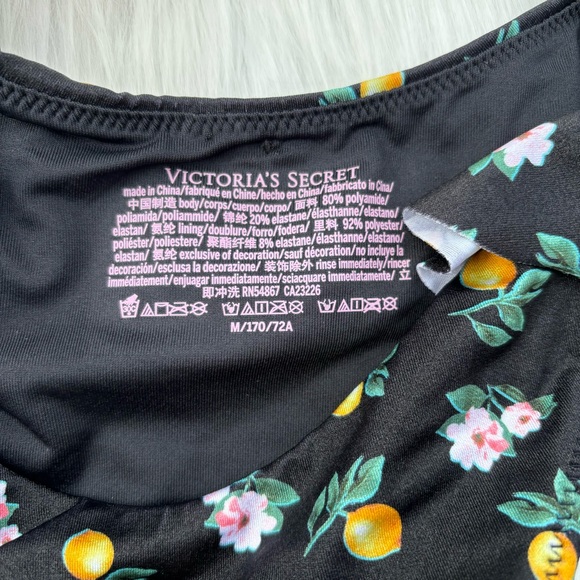 VICTORIA'S SECRET
made in China/fabriqué en Chine/hecho en China/fabbricato in Cina/
中国制造 body/corps/cuerpo/corpo/ 面料 80% polyamide/
poliamida/poliammide/ 锦纶 20% elastane/élasthanne/elastano/
elastan/ 氨纶 lining/doublure/forro/fodera/ 里料 92% polyester/
poliéster/poliestere/ 聚酯纤维 8% elastane/élasthanne/elastano/
elastan/ 氨纶 exclusive of decoration/sauf décoration/no incluye la
decoración/esclusa la decorazione/ 装饰除外 rinse immediately/rincer
immédiatement/enjuagar inmediatamente/sciacquare immediatamente/ 立
即冲洗 RN54867 CA23226
M/170/72A